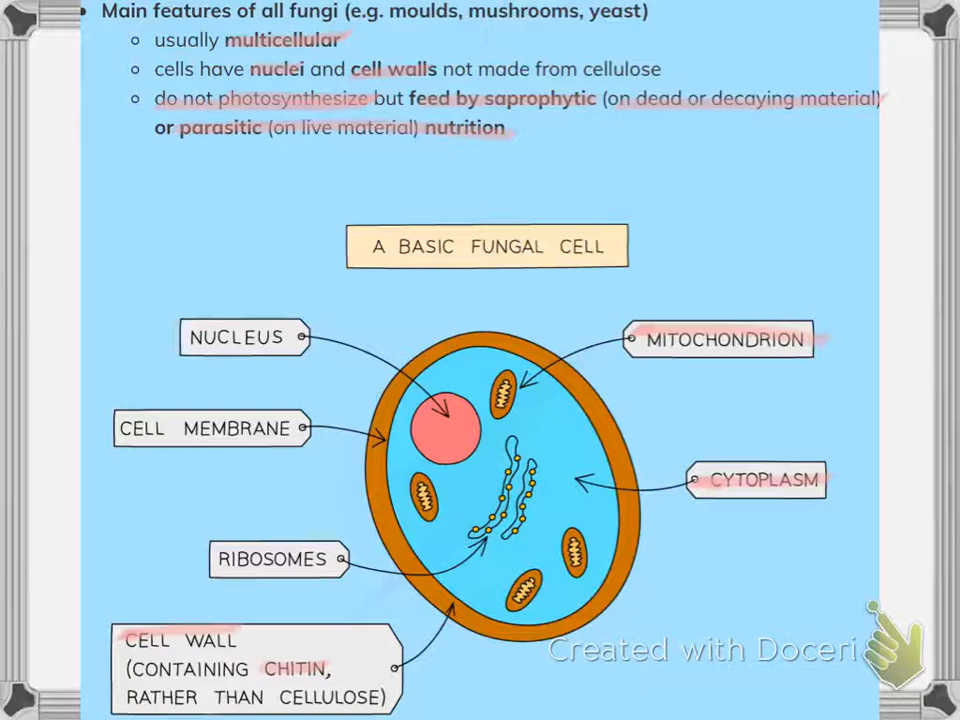 Main features of all fungi (e.g. moulds, mushrooms, yeast)
usually multicellular
cells have nuclei and cell walls not made from cellulose
do not photosynthesize but feed by saprophytic (on dead or decaying material)
or parasitic (on live material) nutrition
A BASIC FUNGAL CELL
NUCLEUS
MITOCHONDRION
CELL MEMBRANE
CYTOPLASM
RIBOSOMES
CELL WALL
(CONTAINING CHITIN,
RATHER THAN CELLULOSE)
Created with Doceri